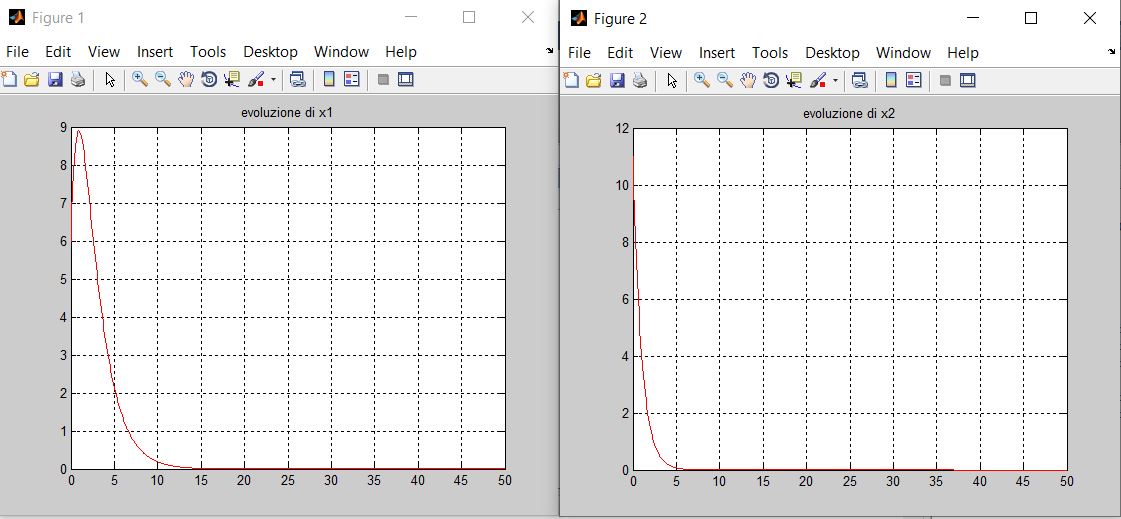 Figure 1
File Edit View Insert Tools Desktop Window Help
evoluzione di x1
9
8
7
6
5
4
3
2
1
0
0 5 10 15 20 25 30 35 40 45 50
Figure 2
File Edit View Insert Tools Desktop Window Help
evoluzione di x2
12
10
8
6
4
2
0
0 5 10 15 20 25 30 35 40 45 50